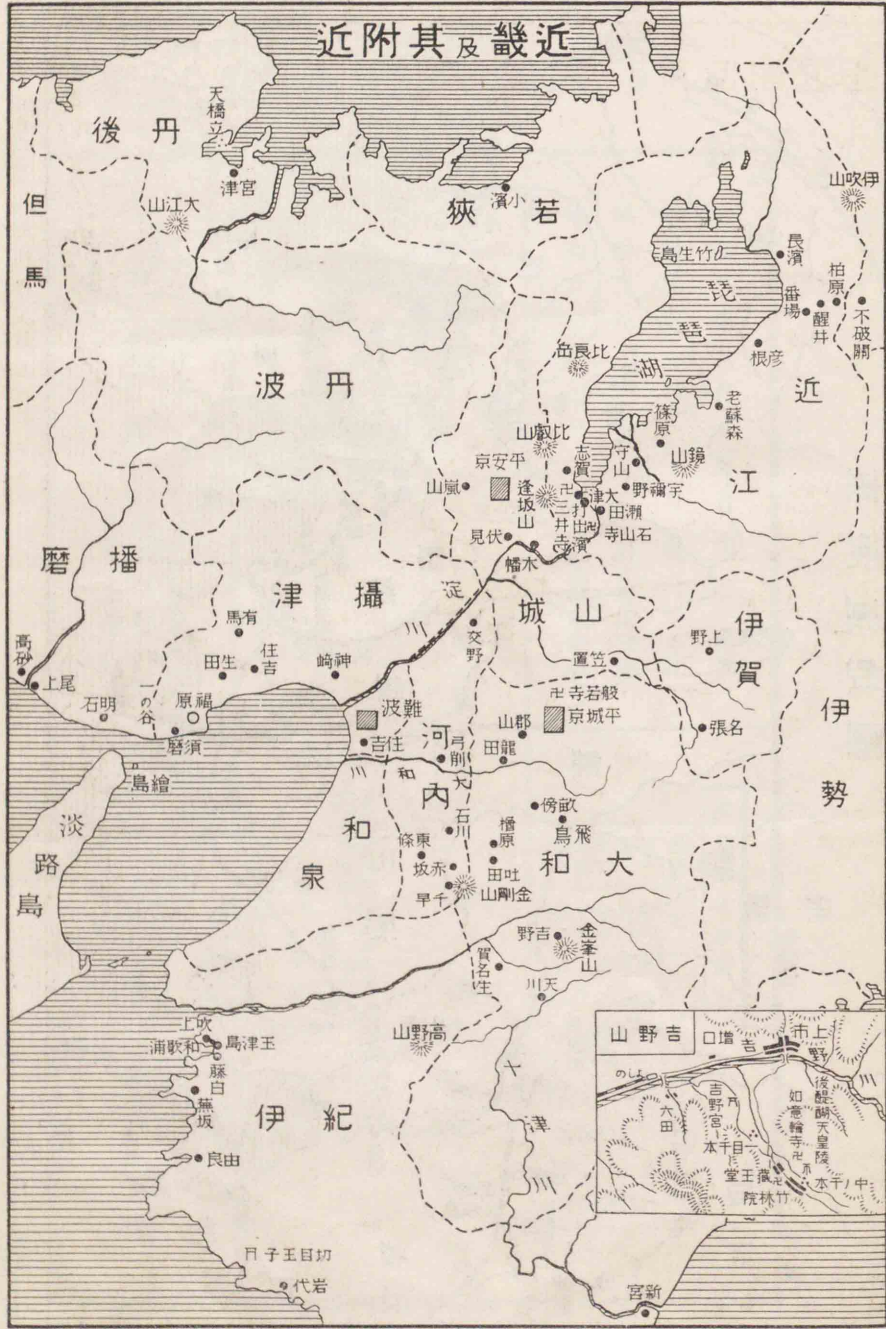 近畿及其附近
丹後
天橋立
宮津
大江山
但馬
若狹
小濱
伊吹山
竹生島
長濱
琵琶湖
柏原
醒井
番場
不破關
彦根
比良岳
近江
老蘇森
篠原
鏡山
守山
野禰宇
丹波
比叡山
平安京
嵐山
志賀
逢坂山
三井寺
大津
打出濱
瀬田
石山寺
伏見
木幡
播磨
攝津
淀川
山城
伊賀
上野
有馬
住吉
生田
神崎
交野
笠置
高砂
尾上
明石
一の谷
福原
須磨
繪島
淡路島
難波
住吉
河内
弓削
大和川
般若寺
平城京
郡山
龍田
名張
伊勢
和泉
石川
東條
赤坂
千早
金剛山
畝傍
飛鳥
橿原
吐田
大和
吉野
金峯山
賀名生
天川
高野山
十津川
吹上
和歌浦
玉津島
藤白
蕪坂
由良
紀伊
切目王子
岩代
新宮
吉野山
上市
吉野川
増口
よしの
六田
吉野宮
一目千本
如意輪寺
後醍醐天皇陵
藏王堂
竹林院
中ノ千本